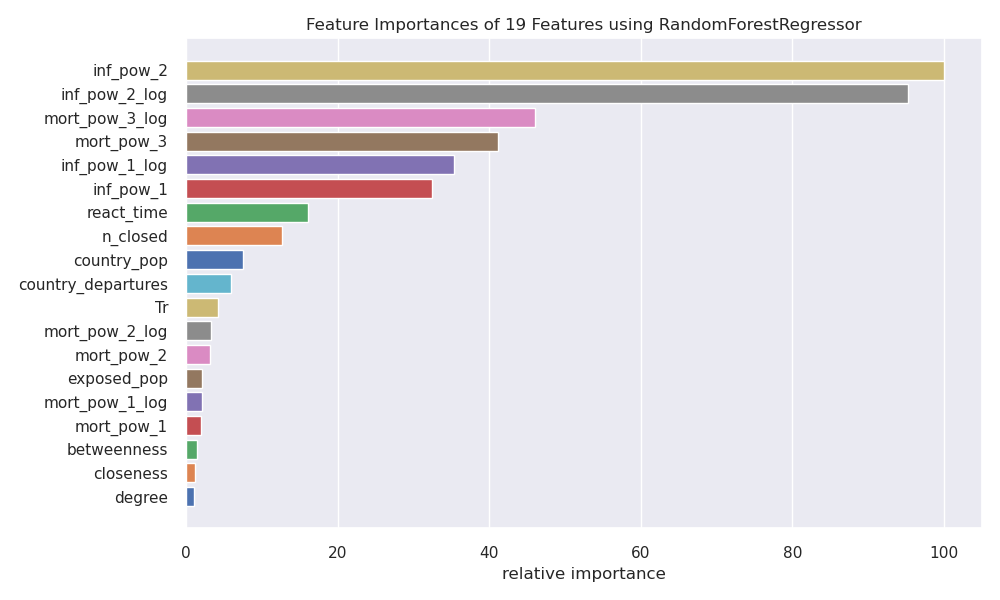 Feature Importances of 19 Features using RandomForestRegressor
inf_pow_2
inf_pow_2_log
mort_pow_3_log
mort_pow_3
inf_pow_1_log
inf_pow_1
react_time
n_closed
country_pop
country_departures
Tr
mort_pow_2_log
mort_pow_2
exposed_pop
mort_pow_1_log
mort_pow_1
betweenness
closeness
degree
0 20 40 60 80 100
relative importance